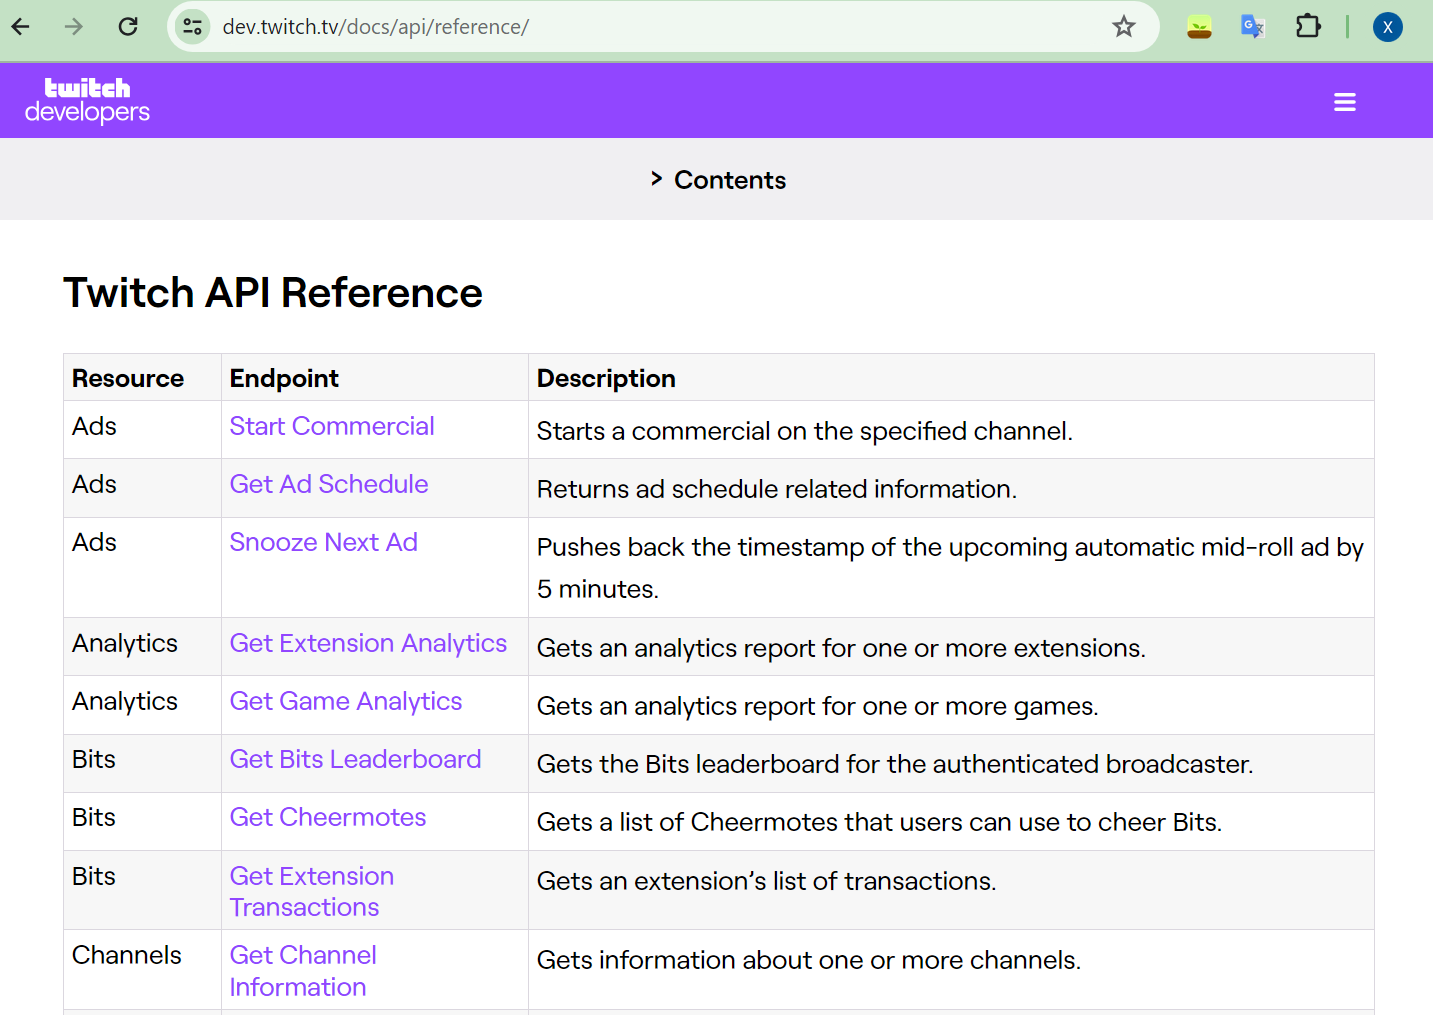 dev.twitch.tv/docs/api/reference/
X
twitch
developers
> Contents
Twitch API Reference
Resource Endpoint Description
Ads Start Commercial Starts a commercial on the specified channel.
Ads Get Ad Schedule Returns ad schedule related information.
Ads Snooze Next Ad Pushes back the timestamp of the upcoming automatic mid-roll ad by
5 minutes.
Analytics Get Extension Analytics Gets an analytics report for one or more extensions.
Analytics Get Game Analytics Gets an analytics report for one or more games.
Bits Get Bits Leaderboard Gets the Bits leaderboard for the authenticated broadcaster.
Bits Get Cheermotes Gets a list of Cheermotes that users can use to cheer Bits.
Bits Get Extension Gets an extension’s list of transactions.
Transactions
Channels Get Channel Gets information about one or more channels.
Information